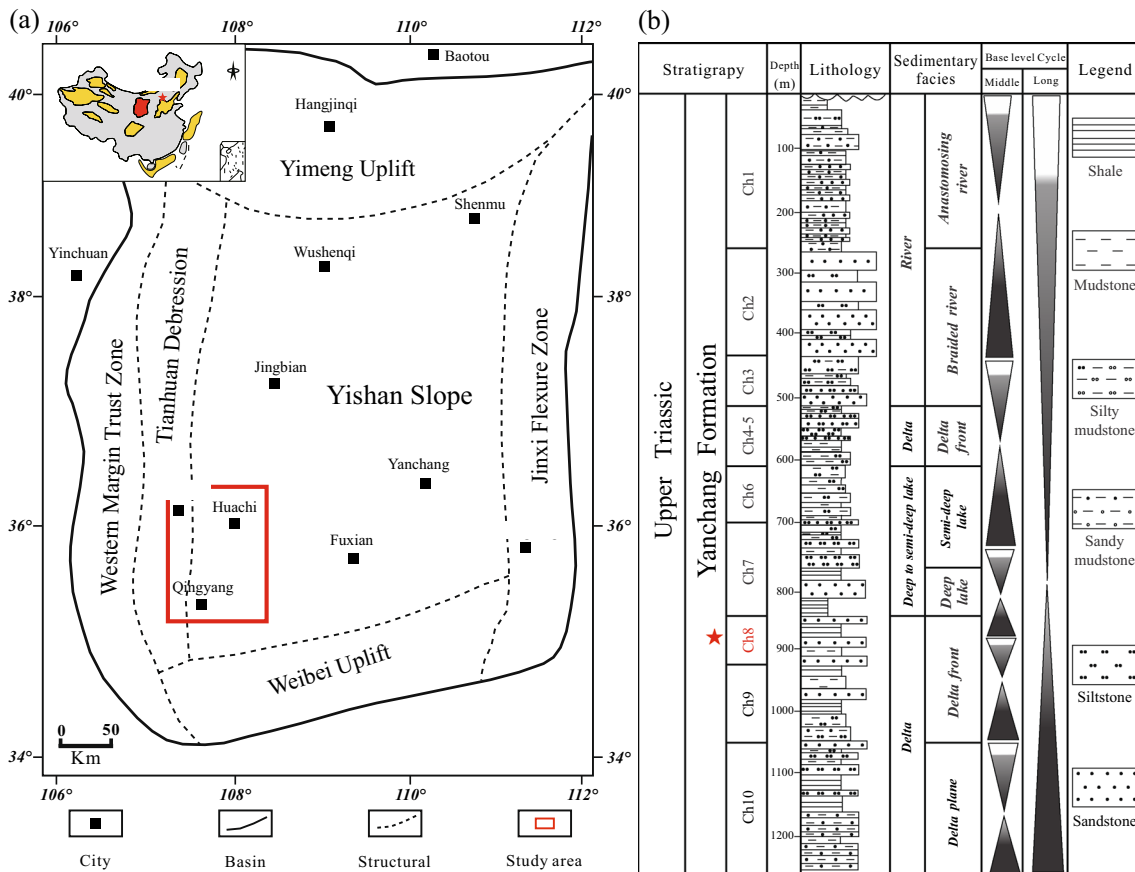 (a)
106°
108°
110°
112°
Baotou
40°
40°
Hangjinqi
Yimeng Uplift
Shenmu
Yinchuan
Wushenqi
38°
38°
Western Margin Trust Zone
Tianhuan Debression
Jingbian
Yishan Slope
Jinxi Flexure Zone
Yanchang
Huachi
36°
36°
Fuxian
Qingyang
Weibei Uplift
0 50
Km
34°
34°
106°
108°
110°
112°
City
Basin
Structural
Study area
(b)
Stratigrapy
Depth
(m)
Lithology
Sedimentary
facies
Base level Cycle
Middle
Long
Legend
Upper Triassic
Yanchang Formation
Ch1
Ch2
Ch3
Ch4-5
Ch6
Ch7
Ch8
Ch9
Ch10
100
200
300
400
500
600
700
800
900
1000
1100
1200
River
Delta
Deep to semi-deep lake
Delta
Anastomosing
river
Braided river
Delta
front
Semi-deep
lake
Deep
lake
Delta front
Delta plane
Shale
Mudstone
Silty
mudstone
Sandy
mudstone
Siltstone
Sandstone